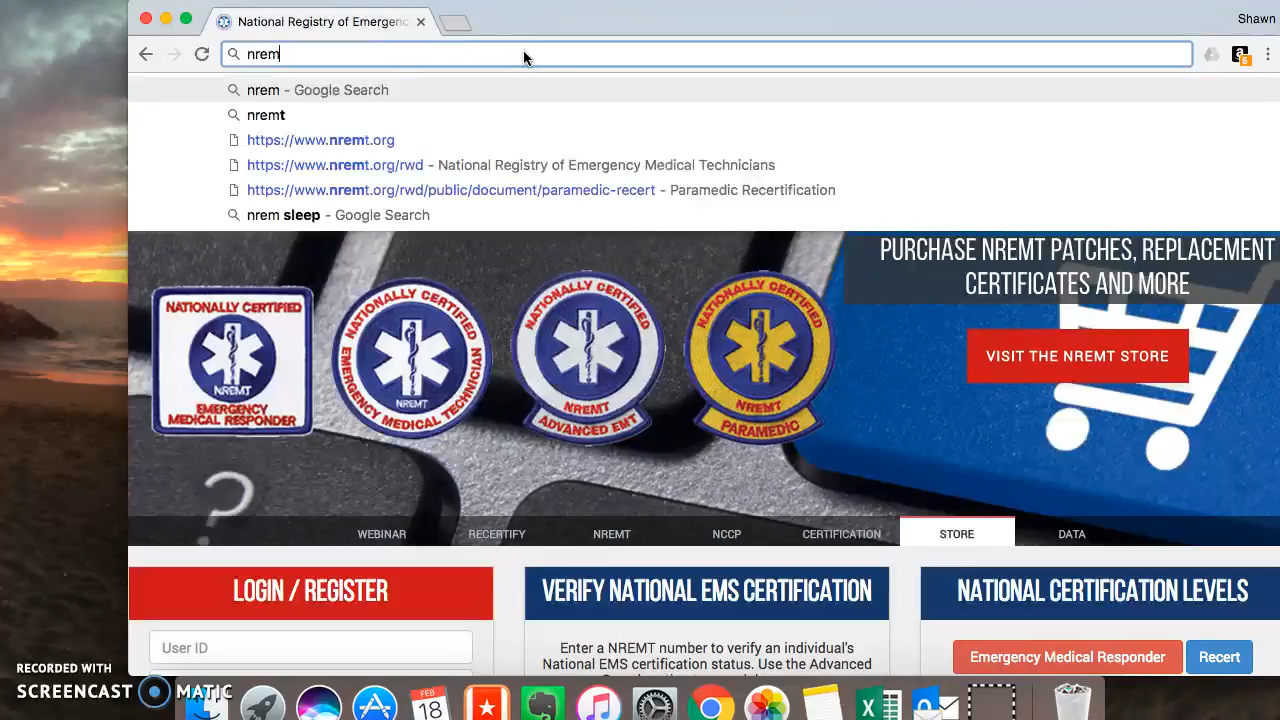 National Registry of Emergenc
Shawn
nrem
6
nrem - Google Search
nremt
https://www.nremt.org
https://www.nremt.org/rwd - National Registry of Emergency Medical Technicians
https://www.nremt.org/rwd/public/document/paramedic-recert - Paramedic Recertification
nrem sleep - Google Search
PURCHASE NREMT PATCHES, REPLACEMENT
CERTIFICATES AND MORE
VISIT THE NREMT STORE
NATIONALLY CERTIFIED
NREMT
EMERGENCY
MEDICAL RESPONDER
NATIONALLY CERTIFIED
EMERGENCY MEDICAL TECHNICIAN
NREMT
NATIONALLY CERTIFIED
NREMT
ADVANCED EMT
NATIONALLY CERTIFIED
NREMT
PARAMEDIC
?
WEBINAR RECERTIFY NREMT NCCP CERTIFICATION STORE DATA
LOGIN / REGISTER
User ID
VERIFY NATIONAL EMS CERTIFICATION
Enter a NREMT number to verify an individual's
National EMS certification status. Use the Advanced
NATIONAL CERTIFICATION LEVELS
Emergency Medical Responder Recert
RECORDED WITH
SCREENCAST MATIC
FEB
18